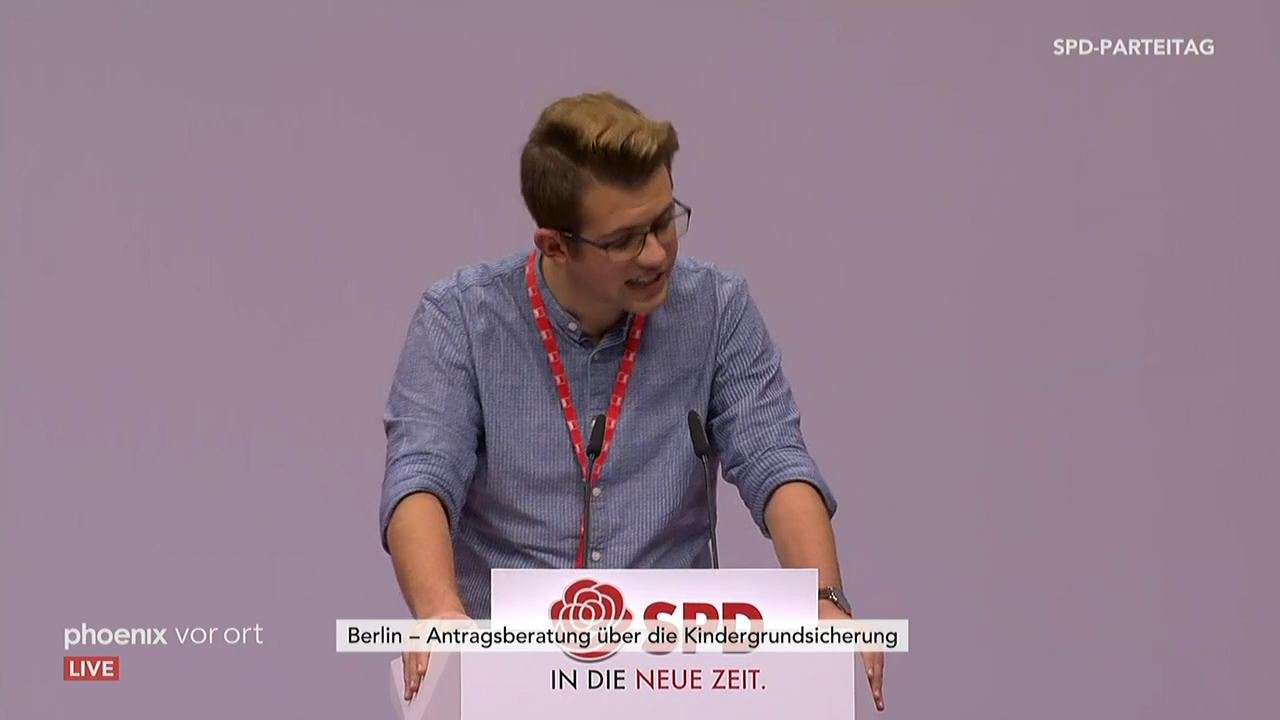 SPD-PARTEITAG
SPD
phoenix vor ort
Berlin – Antragsberatung über die Kindergrundsicherung
LIVE
IN DIE NEUE ZEIT.